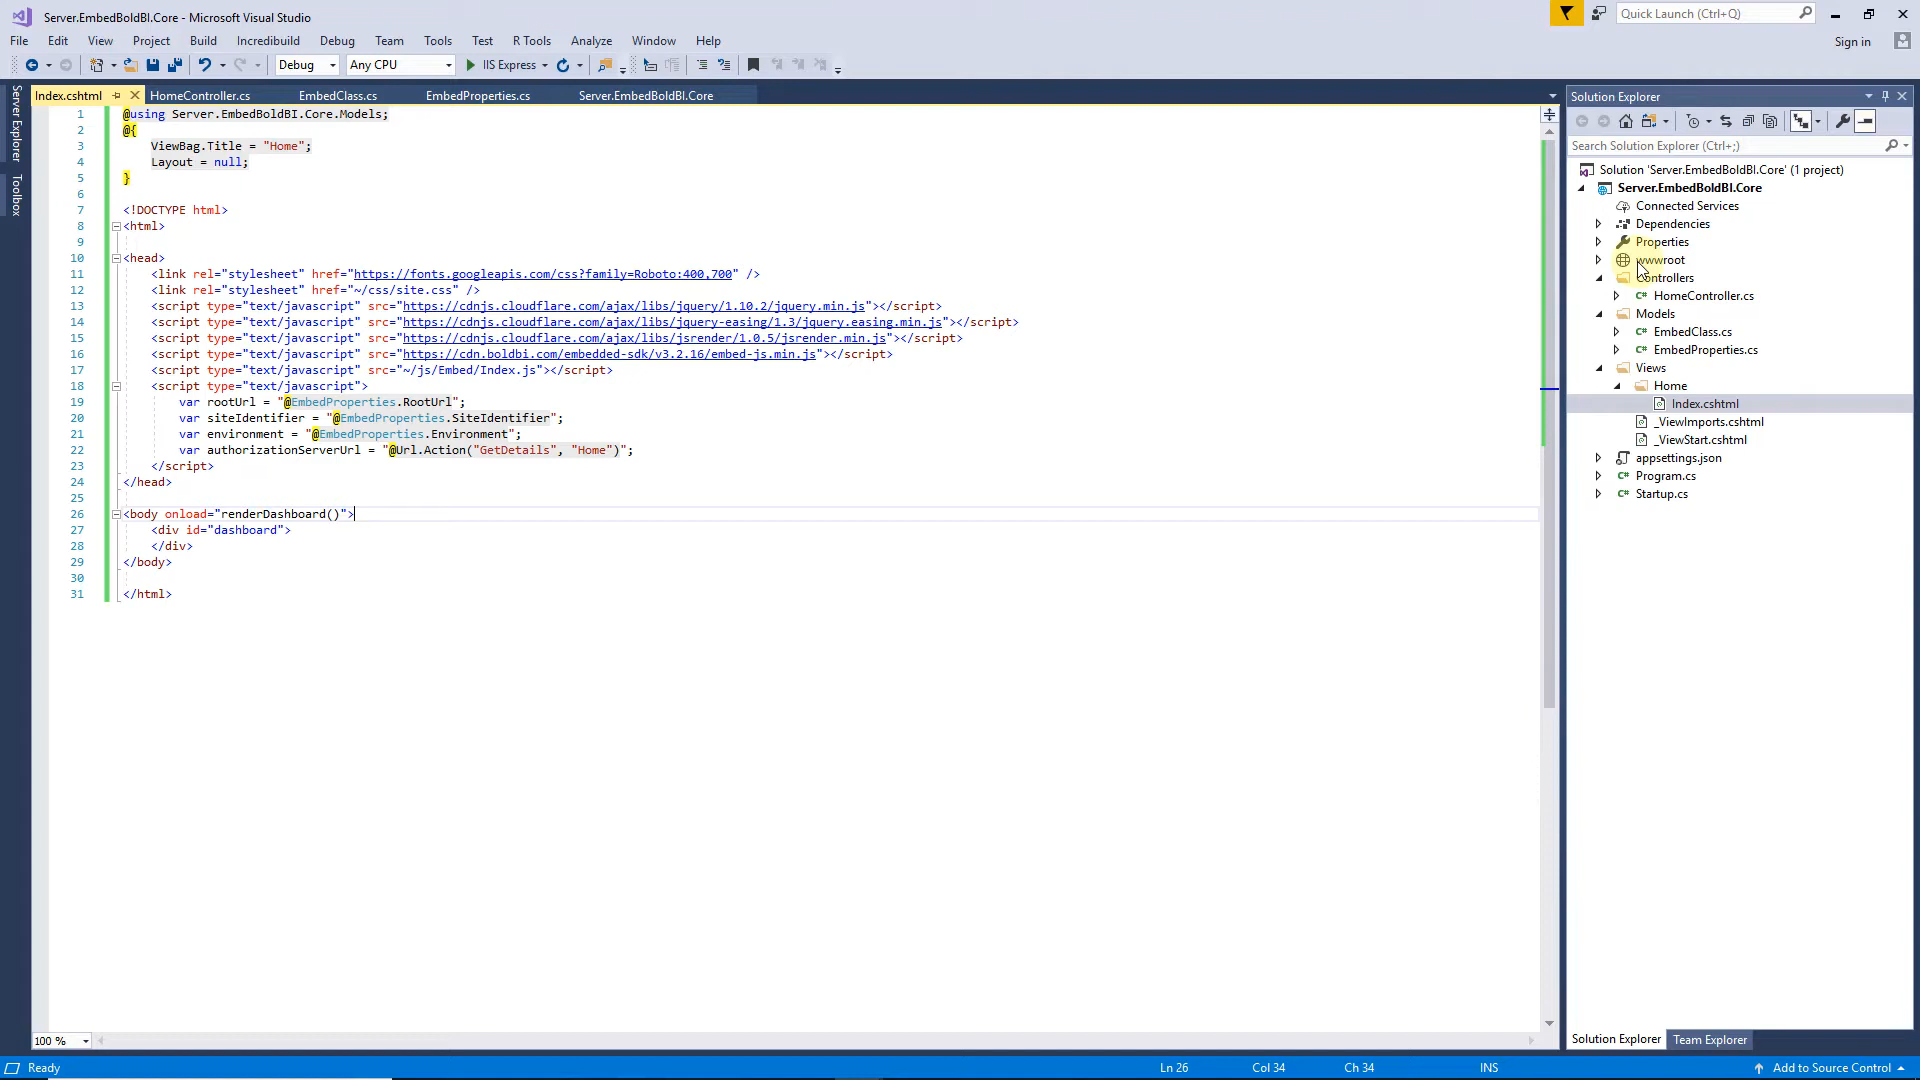 Server.EmbedBoldBI.Core - Microsoft Visual Studio
Quick Launch (Ctrl+Q)
File Edit View Project Build Incredibuild Debug Team Tools Test R Tools Analyze Window Help
Sign in
Debug Any CPU IIS Express
Server Explorer
Toolbox
Index.cshtml HomeController.cs EmbedClass.cs EmbedProperties.cs Server.EmbedBoldBI.Core
1 @using Server.EmbedBoldBI.Core.Models;
2 @{
3 ViewBag.Title = "Home";
4 Layout = null;
5 }
6
7 <!DOCTYPE html>
8 <html>
9
10 <head>
11 <link rel="stylesheet" href="https://fonts.googleapis.com/css?family=Roboto:400,700" />
12 <link rel="stylesheet" href="~/css/site.css" />
13 <script type="text/javascript" src="https://cdnjs.cloudflare.com/ajax/libs/jquery/1.10.2/jquery.min.js"></script>
14 <script type="text/javascript" src="https://cdnjs.cloudflare.com/ajax/libs/jquery-easing/1.3/jquery.easing.min.js"></script>
15 <script type="text/javascript" src="https://cdnjs.cloudflare.com/ajax/libs/jsrender/1.0.5/jsrender.min.js"></script>
16 <script type="text/javascript" src="https://cdn.boldbi.com/embedded-sdk/v3.2.16/embed-js.min.js"></script>
17 <script type="text/javascript" src="~/js/Embed/Index.js"></script>
18 <script type="text/javascript">
19 var rootUrl = "@EmbedProperties.RootUrl";
20 var siteIdentifier = "@EmbedProperties.SiteIdentifier";
21 var environment = "@EmbedProperties.Environment";
22 var authorizationServerUrl = "@Url.Action("GetDetails", "Home")";
23 </script>
24 </head>
25
26 <body onload="renderDashboard()">
27 <div id="dashboard">
28 </div>
29 </body>
30
31 </html>
100 %
Solution Explorer
Search Solution Explorer (Ctrl+;)
Solution 'Server.EmbedBoldBI.Core' (1 project)
Server.EmbedBoldBI.Core
Connected Services
Dependencies
Properties
wwwroot
Controllers
HomeController.cs
Models
EmbedClass.cs
EmbedProperties.cs
Views
Home
Index.cshtml
_ViewImports.cshtml
_ViewStart.cshtml
appsettings.json
Program.cs
Startup.cs
Solution Explorer Team Explorer
Ready Ln 26 Col 34 Ch 34 INS Add to Source Control